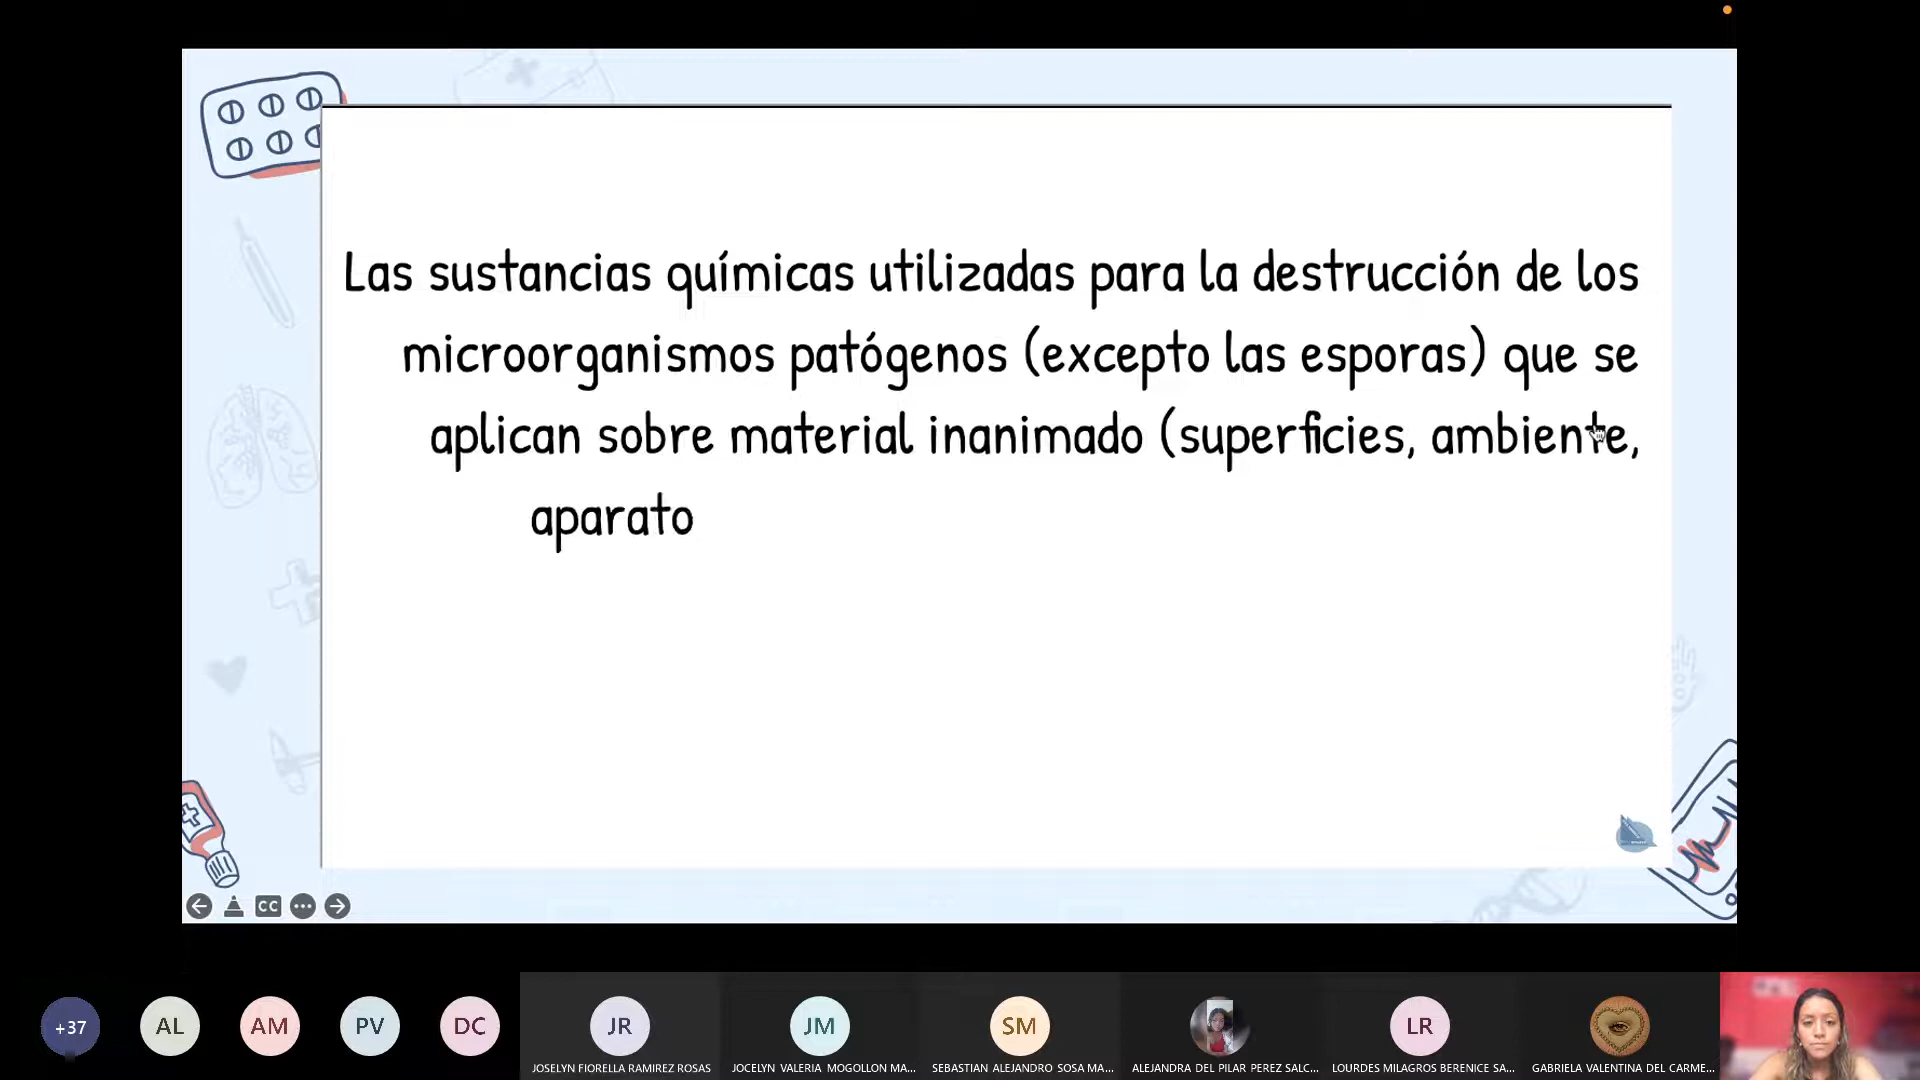 Las sustancias químicas utilizadas para la destrucción de los
microorganismos patógenos (excepto las esporas) que se
aplican sobre material inanimado (superficies, ambiente,
aparato
CC
+37
AL
AM
PV
DC
JR
JM
SM
LR
JOSELYN FIORELLA RAMIREZ ROSAS
JOCELYN VALERIA MOGOLLON MA...
SEBASTIAN ALEJANDRO SOSA MA...
ALEJANDRA DEL PILAR PEREZ SALC...
LOURDES MILAGROS BERENICE SA...
GABRIELA VALENTINA DEL CARME...